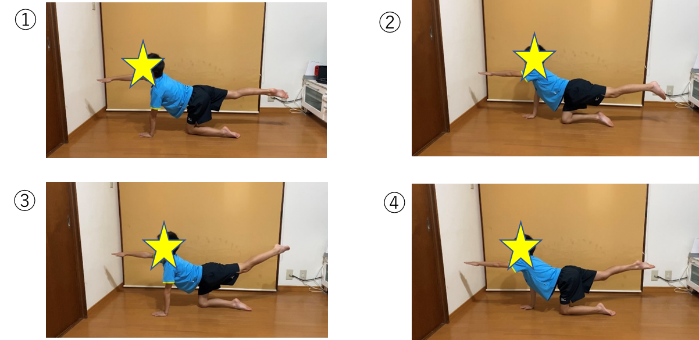 ①
②
③
④